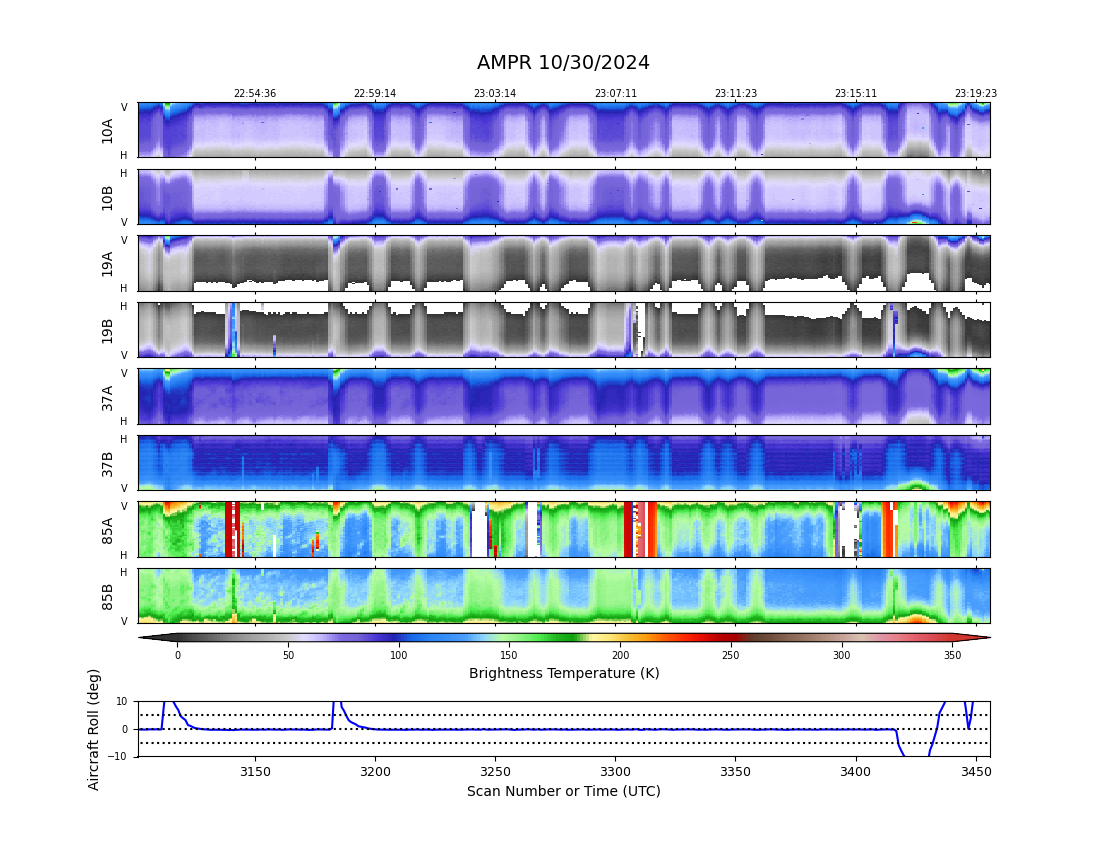 AMPR 10/30/2024
22:54:36 22:59:14 23:03:14 23:07:11 23:11:23 23:15:11 23:19:23
V 10A H
H 10B V
V 19A H
H 19B V
V 37A H
H 37B V
V 85A H
H 85B V
0 50 100 150 200 250 300 350
Brightness Temperature (K)
Aircraft Roll (deg)
10
0
−10
3150 3200 3250 3300 3350 3400 3450
Scan Number or Time (UTC)